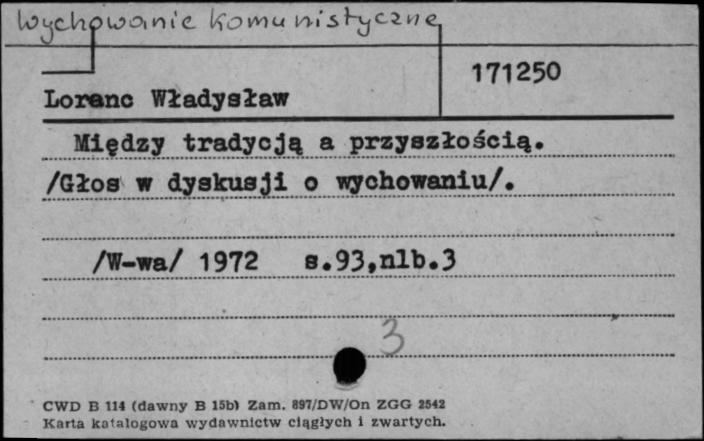 Wychowanie komunistyczne
171250
Loranc Władysław
Między tradycją a przyszłością.
/Głos w dyskusji o wychowaniu/.
/W-wa/ 1972 s.93,nlb.3
3
CWD B 114 (dawny B 15b) Zam. 897/DW/On ZGG 2542
Karta katalogowa wydawnictw ciągłych i zwartych.